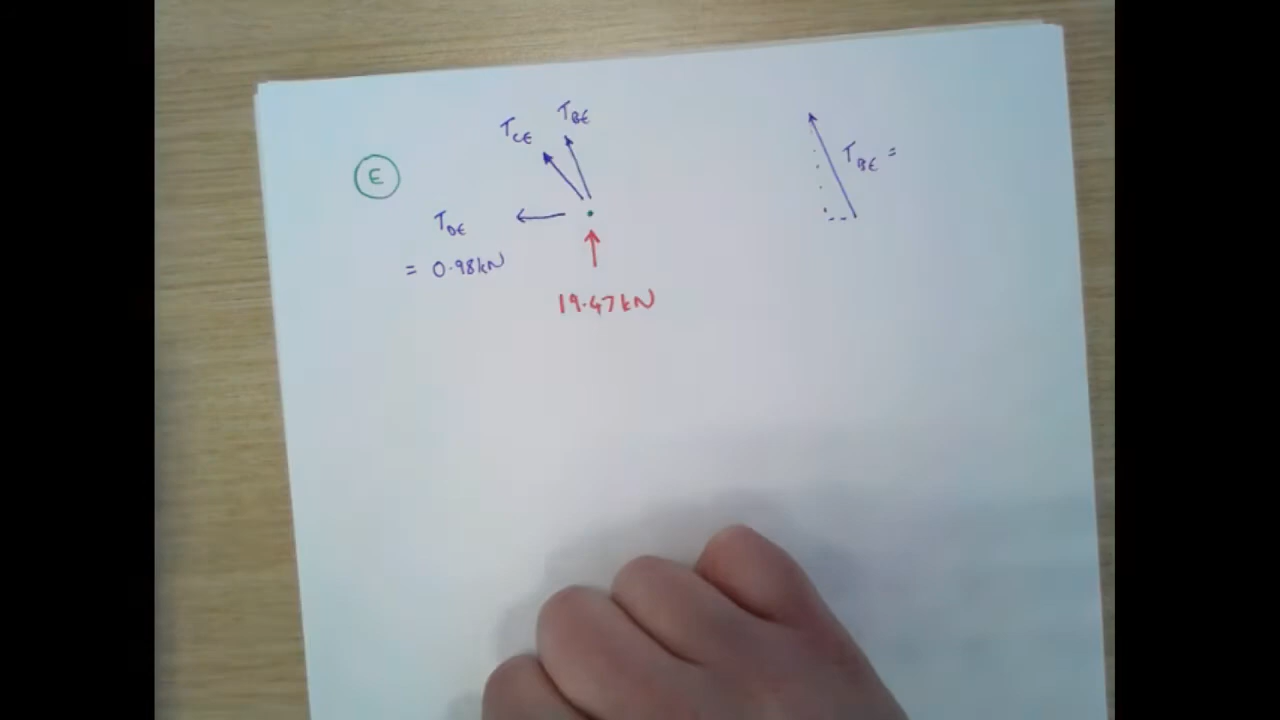 T_BE
T_CE
E
T_BE =
T_DE
= 0.98kN
19.47kN